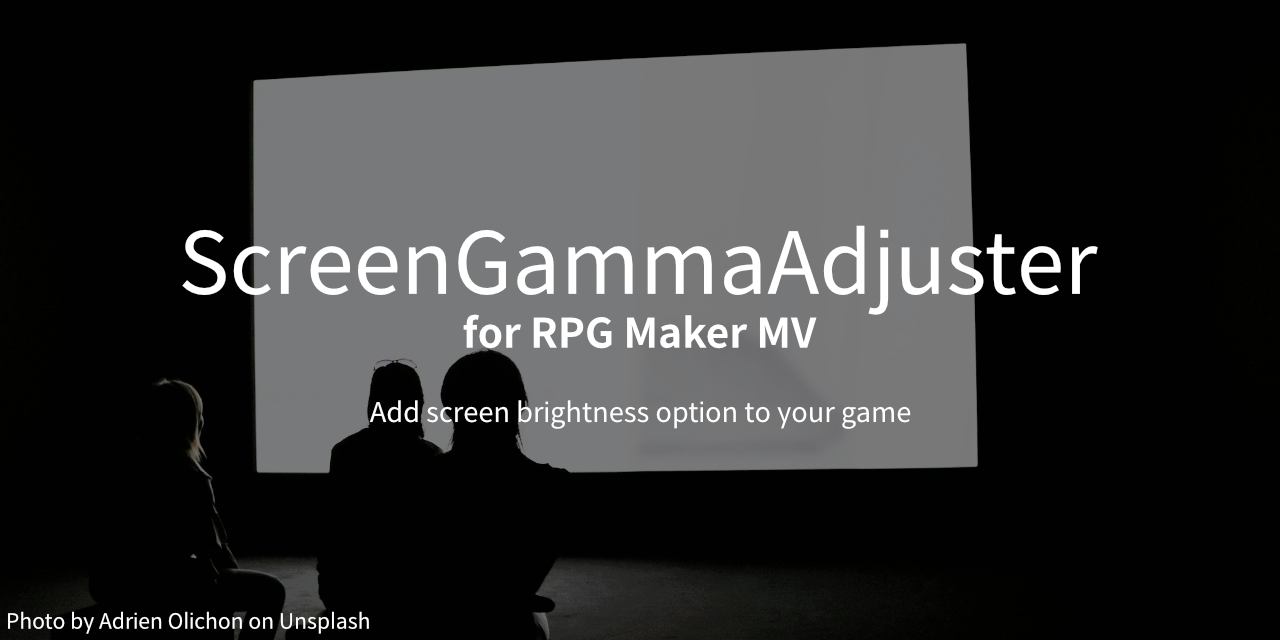 ScreenGammaAdjuster
for RPG Maker MV
Add screen brightness option to your game
Photo by Adrien Olichon on Unsplash